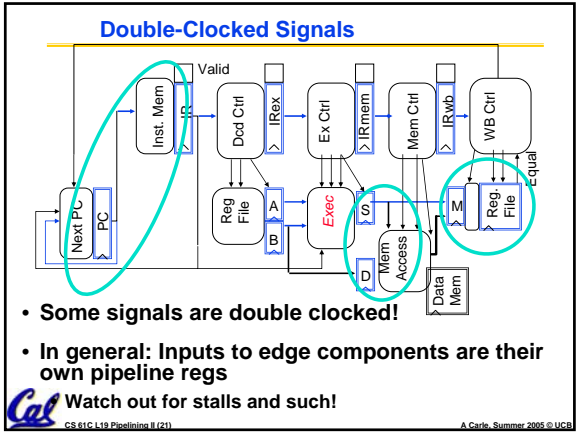 Double-Clocked Signals
Valid
Inst. Mem
IR
Dcd Ctrl
IRex
Ex Ctrl
IRmem
Mem Ctrl
IRwb
WB Ctrl
Next PC
PC
Reg
File
A
B
Exec
S
D
Mem
Access
M
Reg.
File
Equal
Data
Mem
• Some signals are double clocked!
• In general: Inputs to edge components are their
own pipeline regs
Cal
Watch out for stalls and such!
CS 61C L19 Pipelining II (21)
A Carle, Summer 2005 © UCB